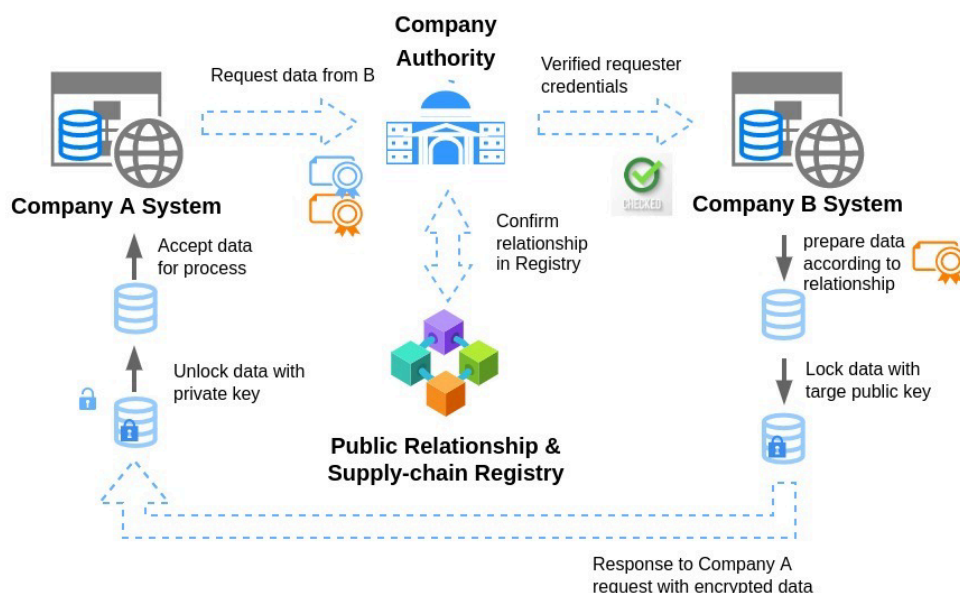 Company
Authority
Request data from B
Verified requester
credentials
Company A System
CHECKED
Company B System
Accept data
for process
Confirm
relationship
in Registry
prepare data
according to
relationship
Unlock data with
private key
Lock data with
targe public key
Public Relationship &
Supply-chain Registry
Response to Company A
request with encrypted data